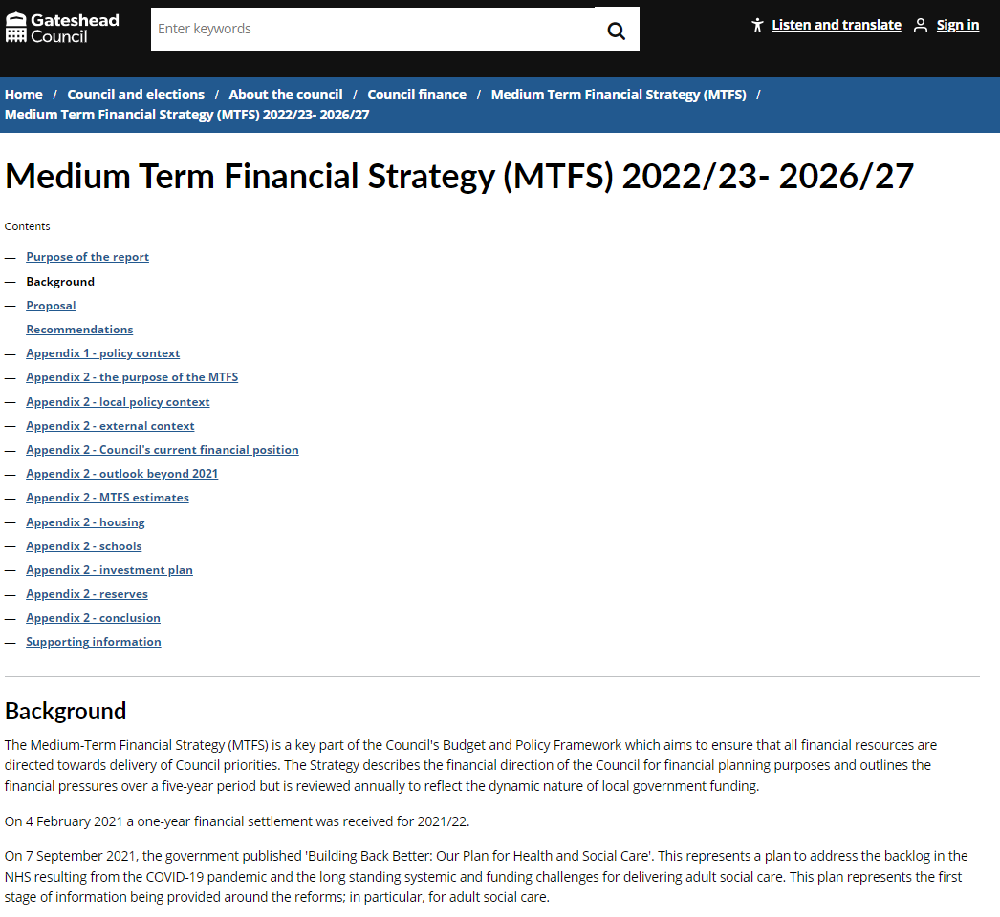 Gateshead
Council
Enter keywords
Listen and translate
Sign in
Home / Council and elections / About the council / Council finance / Medium Term Financial Strategy (MTFS) /
Medium Term Financial Strategy (MTFS) 2022/23- 2026/27
Medium Term Financial Strategy (MTFS) 2022/23- 2026/27
Contents
— Purpose of the report
— Background
— Proposal
— Recommendations
— Appendix 1 - policy context
— Appendix 2 - the purpose of the MTFS
— Appendix 2 - local policy context
— Appendix 2 - external context
— Appendix 2 - Council's current financial position
— Appendix 2 - outlook beyond 2021
— Appendix 2 - MTFS estimates
— Appendix 2 - housing
— Appendix 2 - schools
— Appendix 2 - investment plan
— Appendix 2 - reserves
— Appendix 2 - conclusion
— Supporting information
Background
The Medium-Term Financial Strategy (MTFS) is a key part of the Council's Budget and Policy Framework which aims to ensure that all financial resources are
directed towards delivery of Council priorities. The Strategy describes the financial direction of the Council for financial planning purposes and outlines the
financial pressures over a five-year period but is reviewed annually to reflect the dynamic nature of local government funding.
On 4 February 2021 a one-year financial settlement was received for 2021/22.
On 7 September 2021, the government published 'Building Back Better: Our Plan for Health and Social Care'. This represents a plan to address the backlog in the
NHS resulting from the COVID-19 pandemic and the long standing systemic and funding challenges for delivering adult social care. This plan represents the first
stage of information being provided around the reforms; in particular, for adult social care.